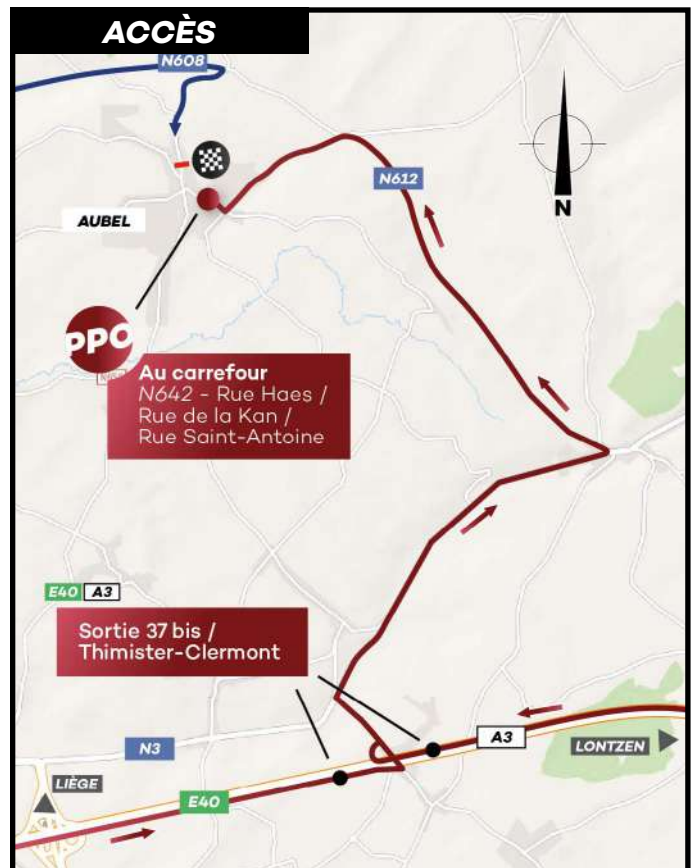 ACCÈS
N608
N612
N
AUBEL
PPO
Au carrefour
N642 - Rue Haes /
Rue de la Kan /
Rue Saint-Antoine
E40 A3
Sortie 37 bis /
Thimister-Clermont
A3
N3
LONTZEN
LIÈGE
E40